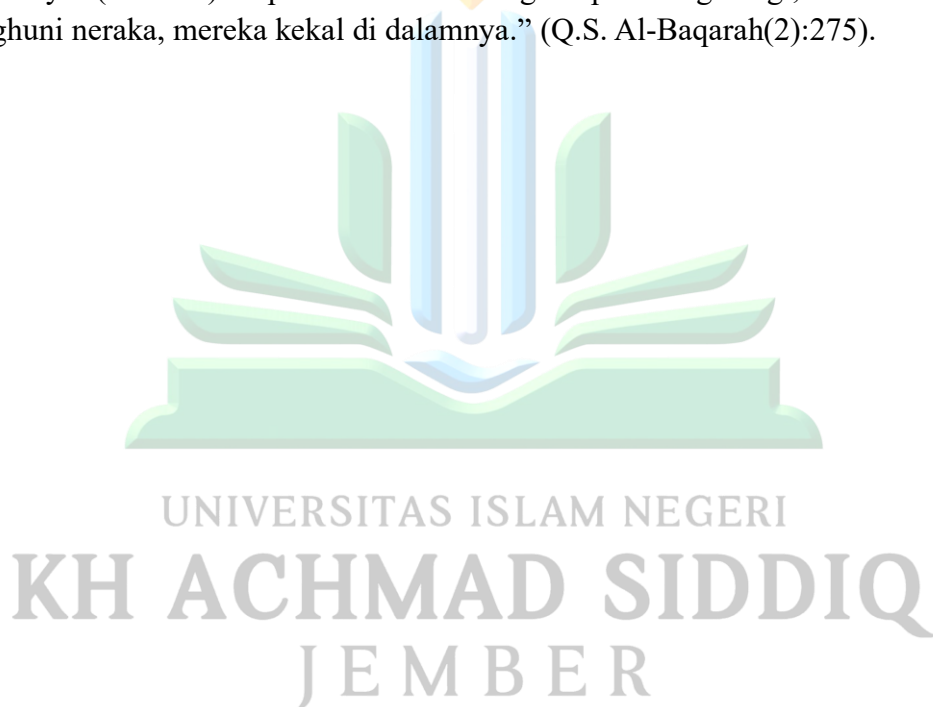 ghuni neraka, mereka kekal di dalamnya.” (Q.S. Al-Baqarah(2):275).
UNIVERSITAS ISLAM NEGERI
KH ACHMAD SIDDIQ
JEMBER